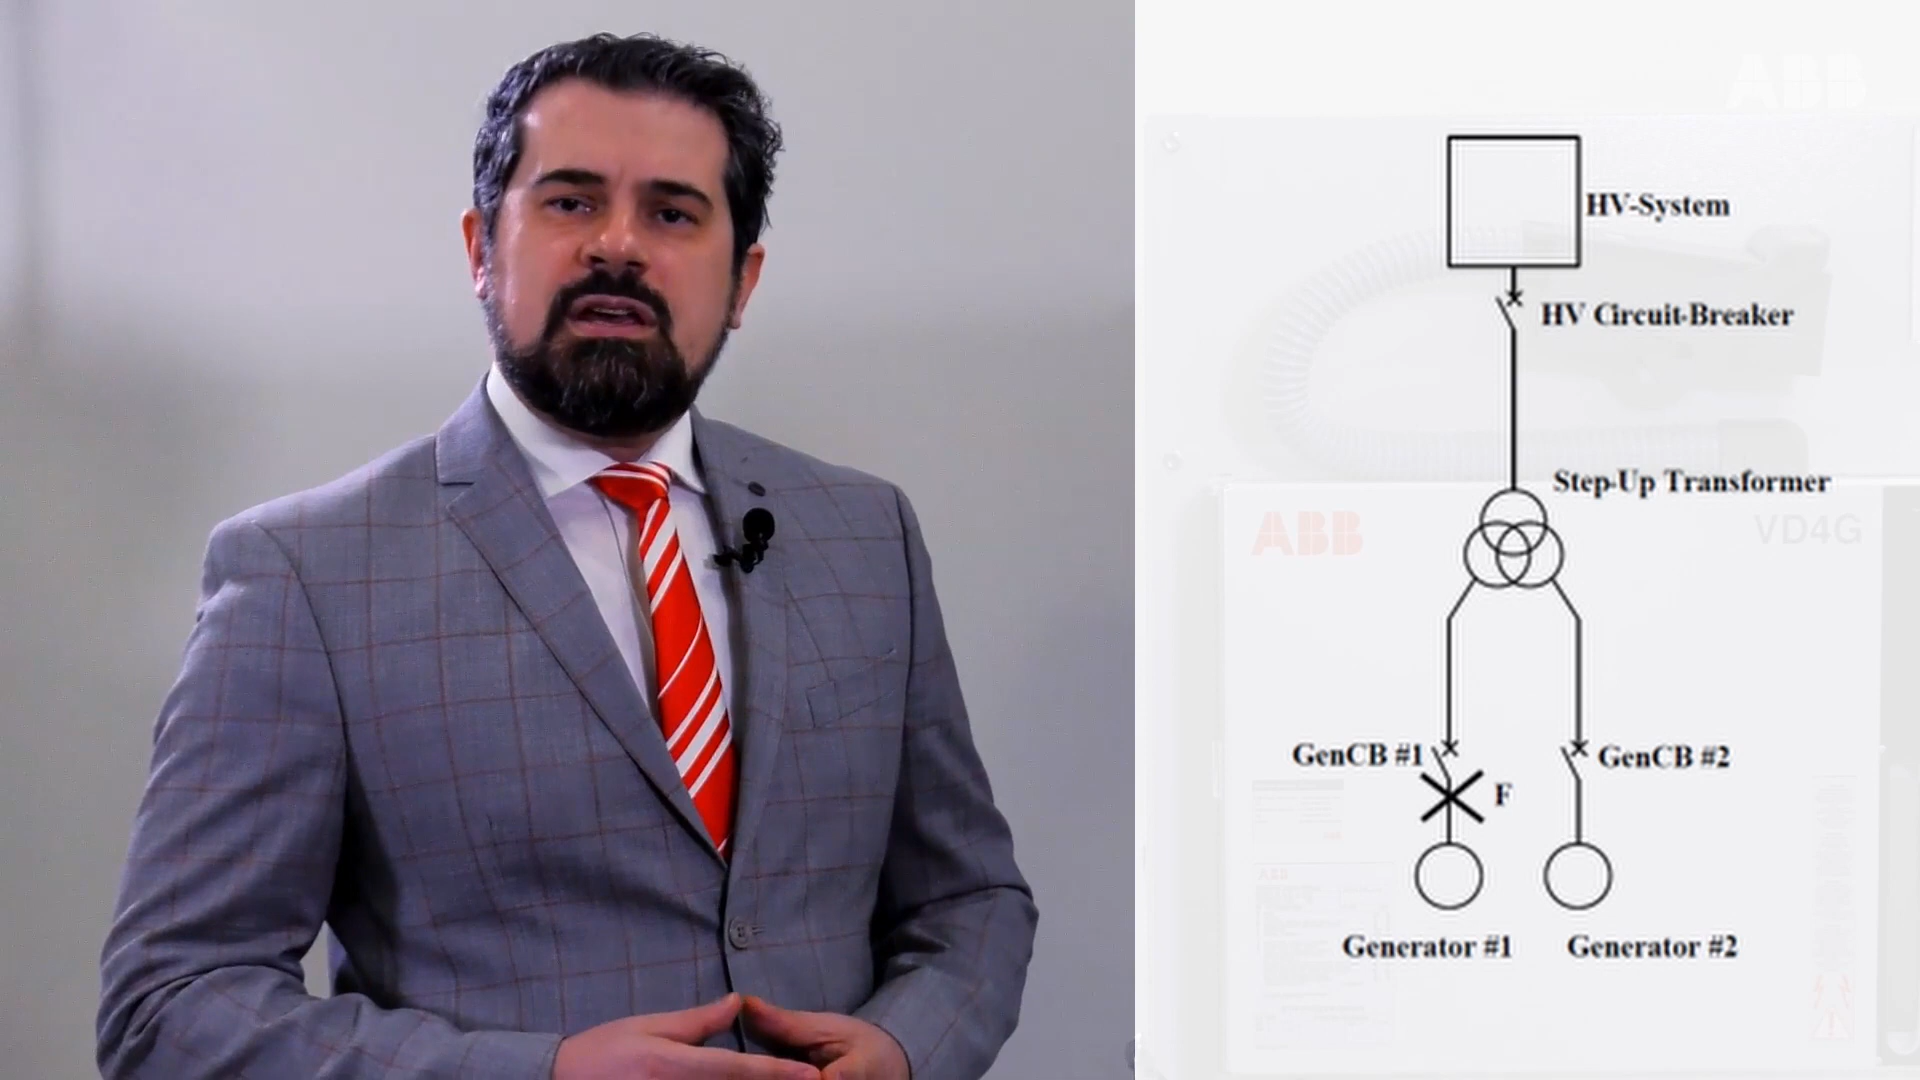 ABB
HV-System
HV Circuit-Breaker
Step-Up Transformer
ABB
VD4G
GenCB #1
GenCB #2
F
ABB
Generator #1
Generator #2